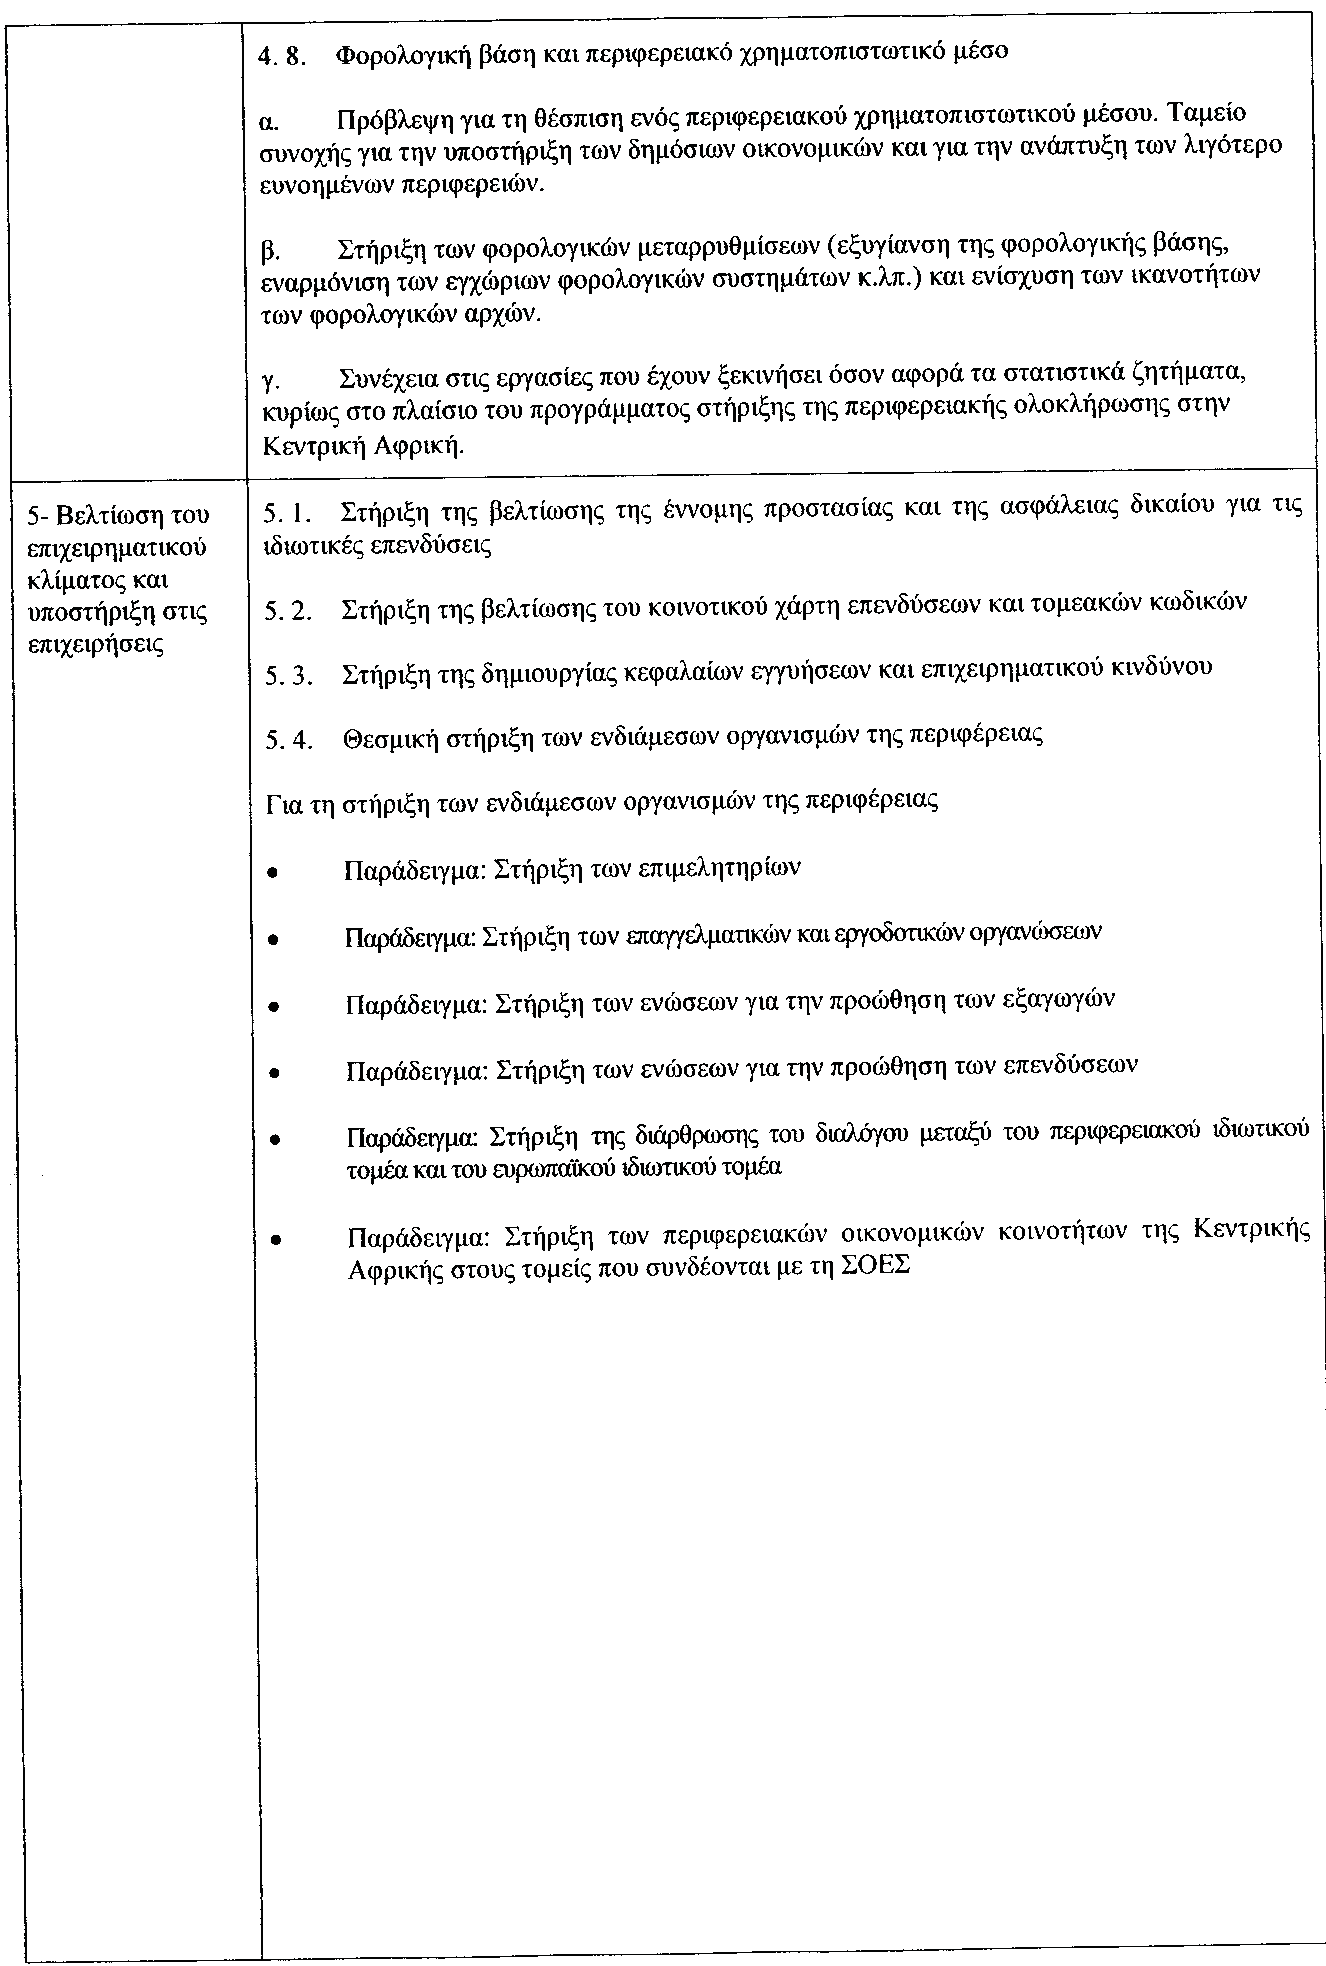 4. 8. Φορολογική βάση και περιφερειακό χρηματοπιστωτικό μέσο
α. Πρόβλεψη για τη θέσπιση ενός περιφερειακού χρηματοπιστωτικού μέσου. Ταμείο
συνοχής για την υποστήριξη των δημόσιων οικονομικών και για την ανάπτυξη των λιγότερο
ευνοημένων περιφερειών.
β. Στήριξη των φορολογικών μεταρρυθμίσεων (εξυγίανση της φορολογικής βάσης,
εναρμόνιση των εγχώριων φορολογικών συστημάτων κ.λπ.) και ενίσχυση των ικανοτήτων
των φορολογικών αρχών.
γ. Συνέχεια στις εργασίες που έχουν ξεκινήσει όσον αφορά τα στατιστικά ζητήματα,
κυρίως στο πλαίσιο του προγράμματος στήριξης της περιφερειακής ολοκλήρωσης στην
Κεντρική Αφρική.
5- Βελτίωση του
επιχειρηματικού
κλίματος και
υποστήριξη στις
επιχειρήσεις
5. 1. Στήριξη της βελτίωσης της έννομης προστασίας και της ασφάλειας δικαίου για τις
ιδιωτικές επενδύσεις
5. 2. Στήριξη της βελτίωσης του κοινοτικού χάρτη επενδύσεων και τομεακών κωδικών
5. 3. Στήριξη της δημιουργίας κεφαλαίων εγγυήσεων και επιχειρηματικού κινδύνου
5. 4. Θεσμική στήριξη των ενδιάμεσων οργανισμών της περιφέρειας
Για τη στήριξη των ενδιάμεσων οργανισμών της περιφέρειας
• Παράδειγμα: Στήριξη των επιμελητηρίων
• Παράδειγμα: Στήριξη των επαγγελματικών και εργοδοτικών οργανώσεων
• Παράδειγμα: Στήριξη των ενώσεων για την προώθηση των εξαγωγών
• Παράδειγμα: Στήριξη των ενώσεων για την προώθηση των επενδύσεων
• Παράδειγμα: Στήριξη της διάρθρωσης του διαλόγου μεταξύ του περιφερειακού ιδιωτικού
τομέα και του ευρωπαϊκού ιδιωτικού τομέα
• Παράδειγμα: Στήριξη των περιφερειακών οικονομικών κοινοτήτων της Κεντρικής
Αφρικής στους τομείς που συνδέονται με τη ΣΟΕΣ